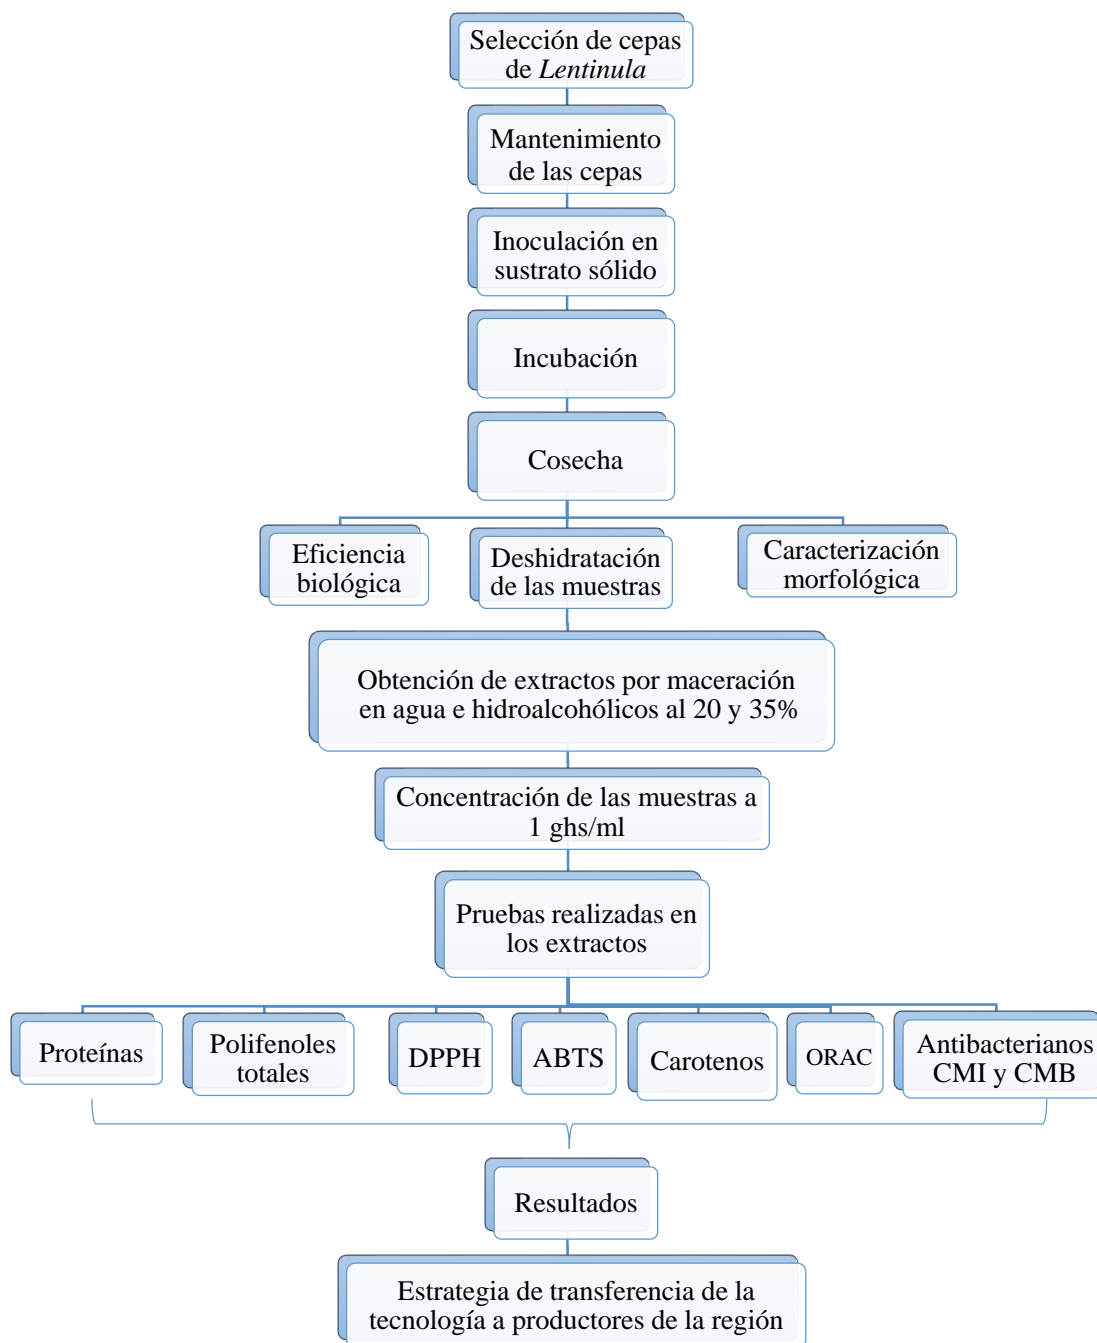 Selección de cepas
de Lentinula
Mantenimiento
de las cepas
Inoculación en
sustrato sólido
Incubación
Cosecha
Eficiencia
biológica
Deshidratación
de las muestras
Caracterización
morfológica
Obtención de extractos por maceración
en agua e hidroalcohólicos al 20 y 35%
Concentración de las muestras a
1 ghs/ml
Pruebas realizadas en
los extractos
Proteínas
Polifenoles
totales
DPPH
ABTS
Carotenos
ORAC
Antibacterianos
CMI y CMB
Resultados
Estrategia de transferencia de la
tecnología a productores de la región